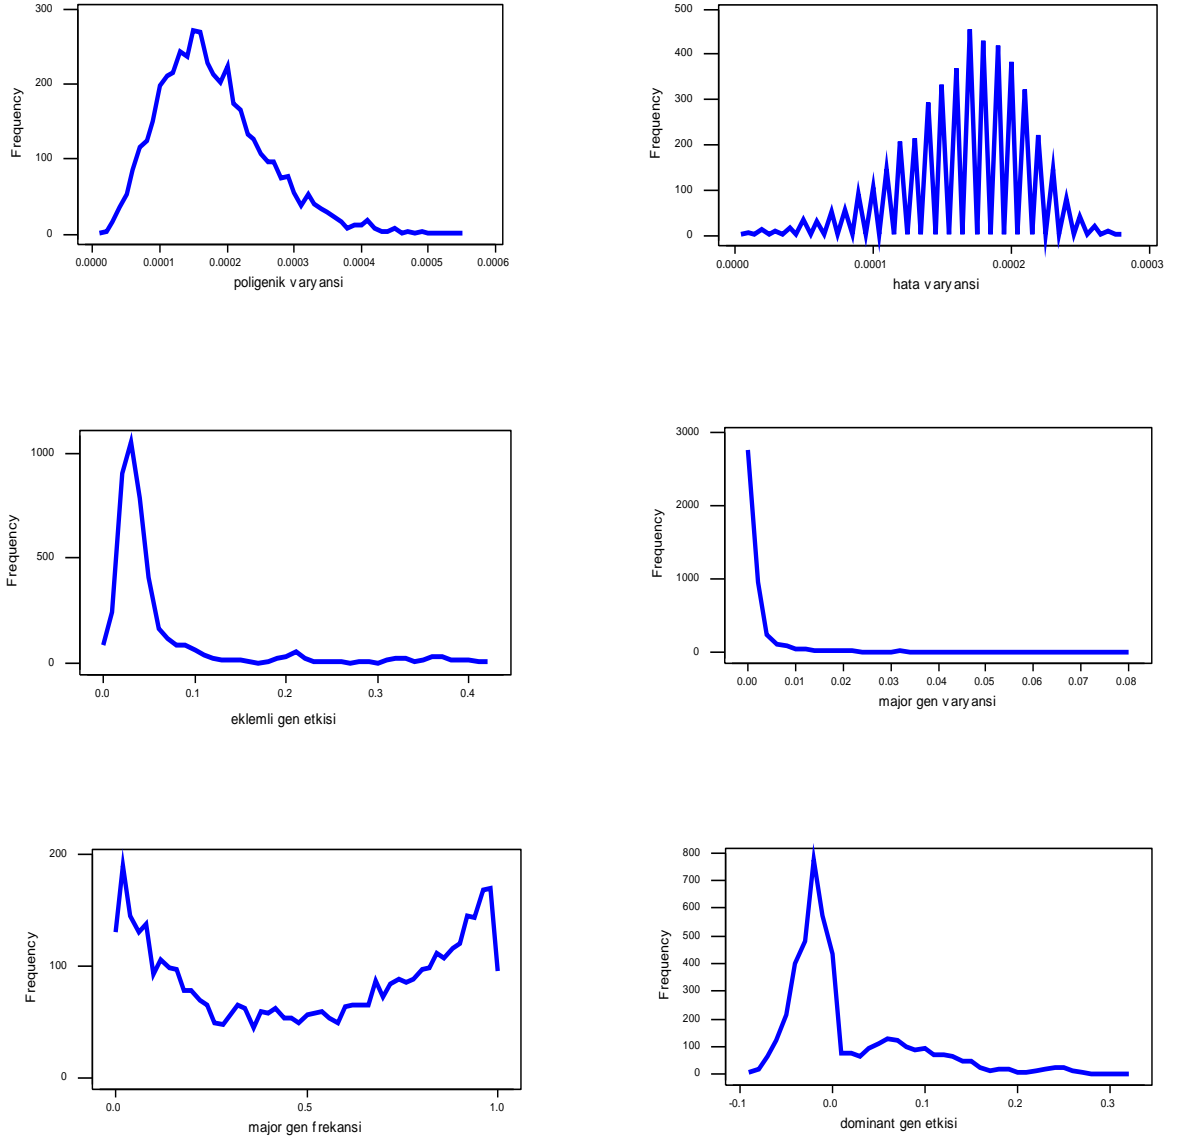 300
200
100
0
Frequency
0.0000 0.0001 0.0002 0.0003 0.0004 0.0005 0.0006
poligenik varyansi
500
400
300
200
100
0
Frequency
0.0000 0.0001 0.0002 0.0003
hata varyansi
1000
500
0
Frequency
0.0 0.1 0.2 0.3 0.4
eklemli gen etkisi
3000
2000
1000
0
Frequency
0.00 0.01 0.02 0.03 0.04 0.05 0.06 0.07 0.08
major gen varyansi
200
100
0
Frequency
0.0 0.5 1.0
major gen frekansi
800
700
600
500
400
300
200
100
0
Frequency
-0.1 0.0 0.1 0.2 0.3
dominant gen etkisi